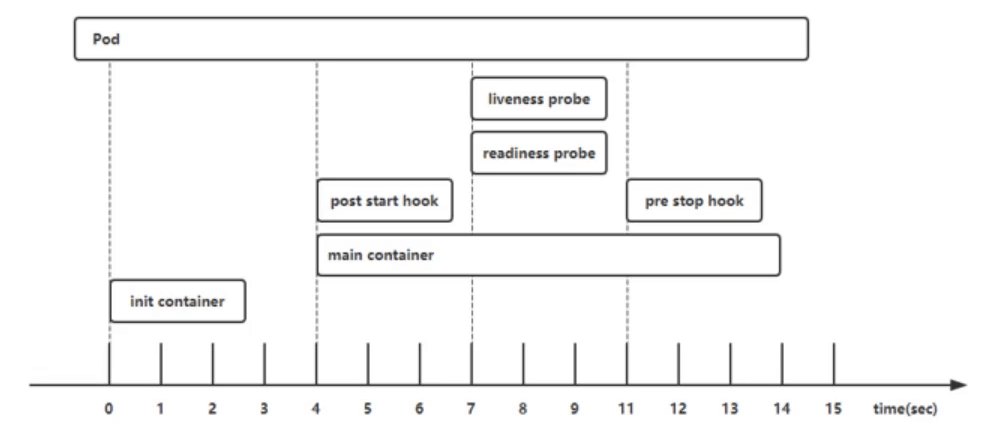 Pod
liveness probe
readiness probe
post start hook
pre stop hook
main container
init container
0 1 2 3 4 5 6 7 8 9 11 12 13 14 15 time(sec)